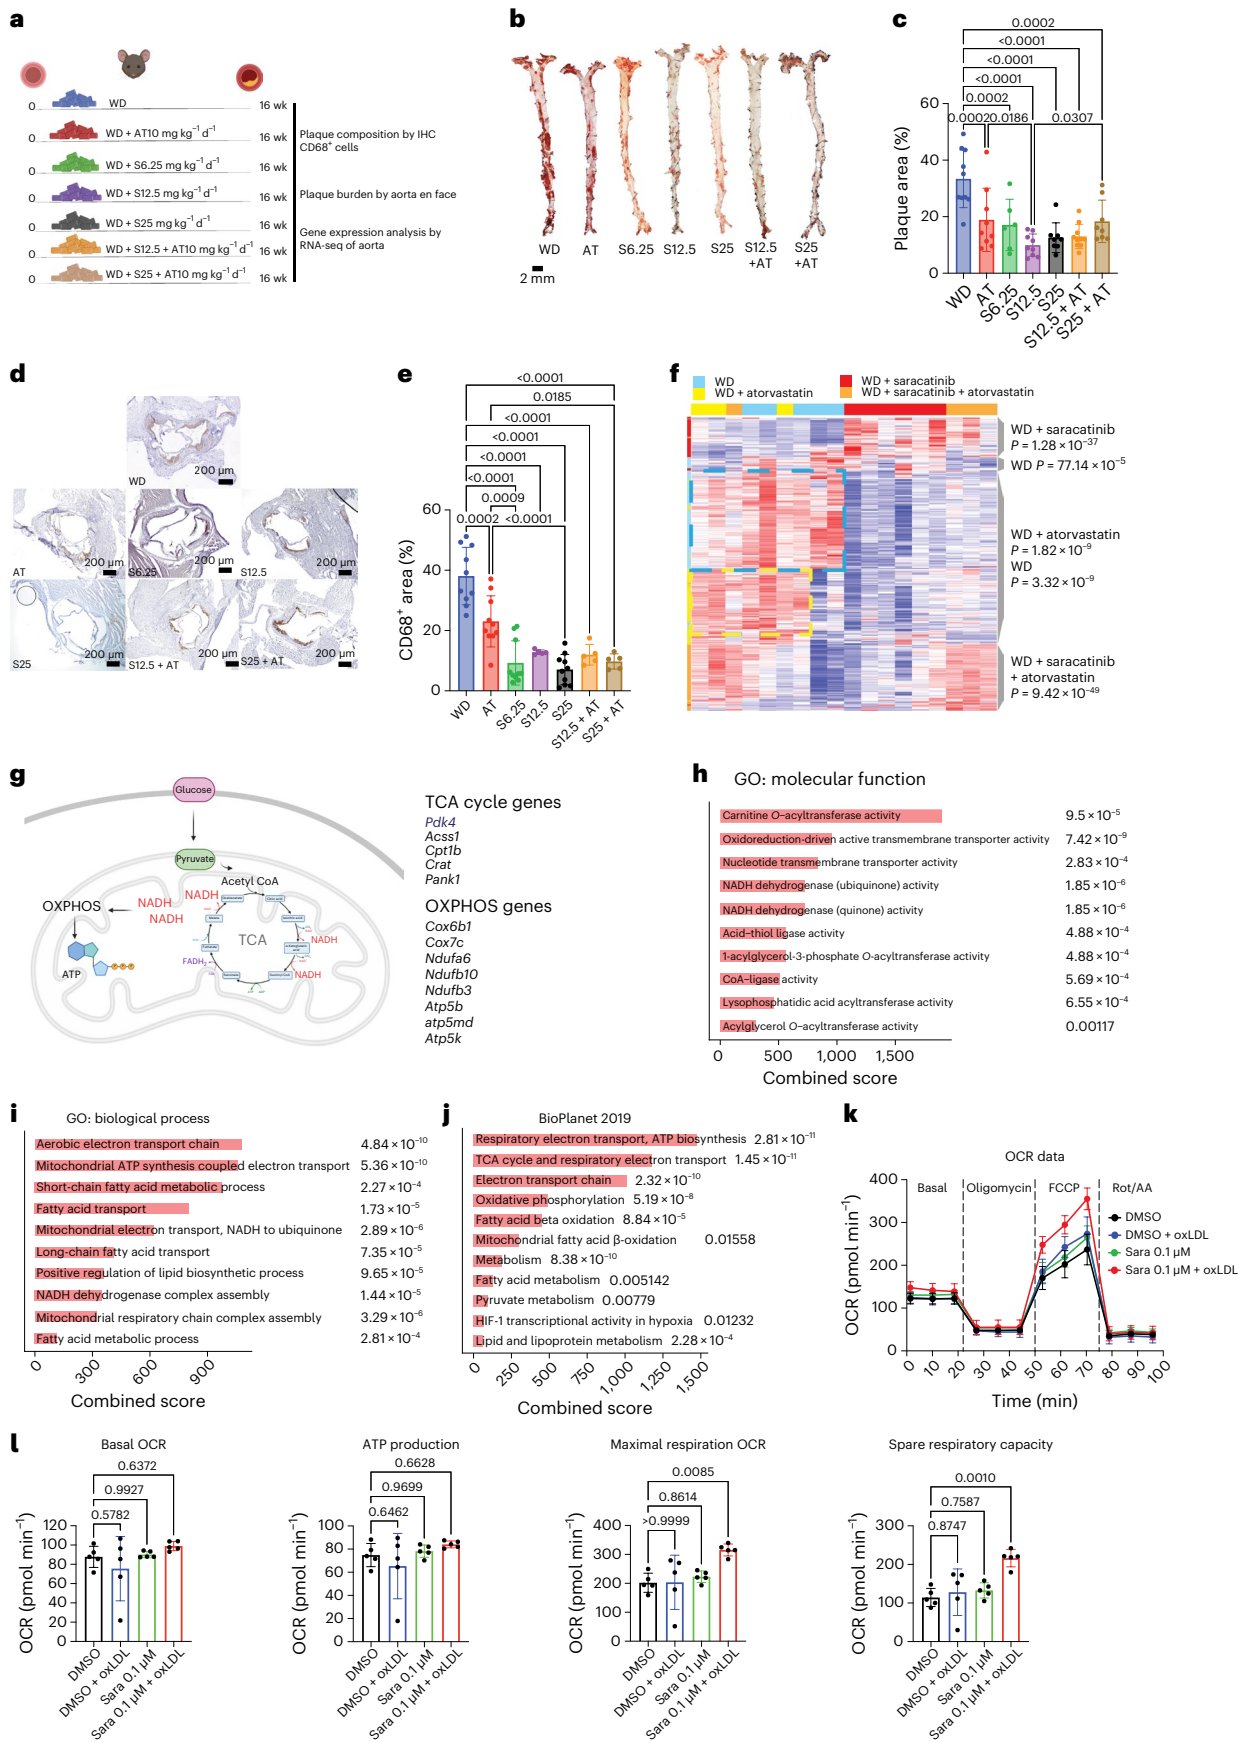 a
0 WD 16 wk
0 WD + AT10 mg kg⁻¹ d⁻¹ 16 wk
0 WD + S6.25 mg kg⁻¹ d⁻¹ 16 wk
0 WD + S12.5 mg kg⁻¹ d⁻¹ 16 wk
0 WD + S25 mg kg⁻¹ d⁻¹ 16 wk
0 WD + S12.5 + AT10 mg kg⁻¹ d⁻¹ 16 wk
0 WD + S25 + AT10 mg kg⁻¹ d⁻¹ 16 wk
Plaque composition by IHC
CD68⁺ cells
Plaque burden by aorta en face
Gene expression analysis by
RNA-seq of aorta
b
WD AT S6.25 S12.5 S25 S12.5 S25
+AT +AT
2 mm
c
0.0002
<0.0001
<0.0001
<0.0001
0.0002
0.0002 0.0186 0.0307
Plaque area (%)
60
40
20
0
WD AT S6.25 S12.5 S25 S12.5 + AT S25 + AT
d
200 µm
WD
200 µm 200 µm 200 µm
AT S6.25 S12.5
200 µm 200 µm 200 µm
S25 S12.5 + AT S25 + AT
e
<0.0001
0.0185
<0.0001
<0.0001
<0.0001
<0.0001
0.0009
0.0002 <0.0001
CD68⁺ area (%)
60
40
20
0
WD AT S6.25 S12.5 S25 S12.5 + AT S25 + AT
f
WD WD + saracatinib
WD + atorvastatin WD + saracatinib + atorvastatin
WD + saracatinib
P = 1.28 × 10⁻³⁷
WD P = 77.14 × 10⁻⁵
WD + atorvastatin
P = 1.82 × 10⁻⁹
WD
P = 3.32 × 10⁻⁹
WD + saracatinib
+ atorvastatin
P = 9.42 × 10⁻⁴⁹
g
Glucose
Pyruvate
Acetyl CoA
OXPHOS
NADH
NADH
NADH
NADH
NADH
FADH₂
TCA
ATP
TCA cycle genes
Pdk4
Acss1
Cpt1b
Crat
Pank1
OXPHOS genes
Cox6b1
Cox7c
Ndufa6
Ndufb10
Ndufb3
Atp5b
atp5md
Atp5k
h
GO: molecular function
Carnitine O–acyltransferase activity 9.5 × 10⁻⁵
Oxidoreduction-driven active transmembrane transporter activity 7.42 × 10⁻⁹
Nucleotide transmembrane transporter activity 2.83 × 10⁻⁴
NADH dehydrogenase (ubiquinone) activity 1.85 × 10⁻⁶
NADH dehydrogenase (quinone) activity 1.85 × 10⁻⁶
Acid–thiol ligase activity 4.88 × 10⁻⁴
1-acylglycerol-3-phosphate O-acyltransferase activity 4.88 × 10⁻⁴
CoA–ligase activity 5.69 × 10⁻⁴
Lysophosphatidic acid acyltransferase activity 6.55 × 10⁻⁴
Acylglycerol O–acyltransferase activity 0.00117
0 500 1,000 1,500
Combined score
i
GO: biological process
Aerobic electron transport chain 4.84 × 10⁻¹⁰
Mitochondrial ATP synthesis coupled electron transport 5.36 × 10⁻¹⁰
Short-chain fatty acid metabolic process 2.27 × 10⁻⁴
Fatty acid transport 1.73 × 10⁻⁵
Mitochondrial electron transport, NADH to ubiquinone 2.89 × 10⁻⁶
Long-chain fatty acid transport 7.35 × 10⁻⁵
Positive regulation of lipid biosynthetic process 9.65 × 10⁻⁵
NADH dehydrogenase complex assembly 1.44 × 10⁻⁵
Mitochondrial respiratory chain complex assembly 3.29 × 10⁻⁶
Fatty acid metabolic process 2.81 × 10⁻⁴
0 300 600 900
Combined score
j
BioPlanet 2019
Respiratory electron transport, ATP biosynthesis 2.81 × 10⁻¹¹
TCA cycle and respiratory electron transport 1.45 × 10⁻¹¹
Electron transport chain 2.32 × 10⁻¹⁰
Oxidative phosphorylation 5.19 × 10⁻⁸
Fatty acid beta oxidation 8.84 × 10⁻⁵
Mitochondrial fatty acid β-oxidation 0.01558
Metabolism 8.38 × 10⁻¹⁰
Fatty acid metabolism 0.005142
Pyruvate metabolism 0.00779
HIF-1 transcriptional activity in hypoxia 0.01232
Lipid and lipoprotein metabolism 2.28 × 10⁻⁴
0 250 500 750 1,000 1,250 1,500
Combined score
k
OCR data
Basal Oligomycin FCCP Rot/AA
OCR (pmol min⁻¹)
400
300
200
100
0
0 10 20 30 40 50 60 70 80 90 100
Time (min)
DMSO
DMSO + oxLDL
Sara 0.1 µM
Sara 0.1 µM + oxLDL
l
Basal OCR
0.6372
0.9927
0.5782
OCR (pmol min⁻¹)
120
100
80
60
40
20
0
DMSO DMSO + oxLDL Sara 0.1 µM Sara 0.1 µM + oxLDL
ATP production
0.6628
0.9699
0.6462
OCR (pmol min⁻¹)
100
80
60
40
20
0
DMSO DMSO + oxLDL Sara 0.1 µM Sara 0.1 µM + oxLDL
Maximal respiration OCR
0.0085
0.8614
>0.9999
OCR (pmol min⁻¹)
400
300
200
100
0
DMSO DMSO + oxLDL Sara 0.1 µM Sara 0.1 µM + oxLDL
Spare respiratory capacity
0.0010
0.7587
0.8747
OCR (pmol min⁻¹)
300
200
100
0
DMSO DMSO + oxLDL Sara 0.1 µM Sara 0.1 µM + oxLDL